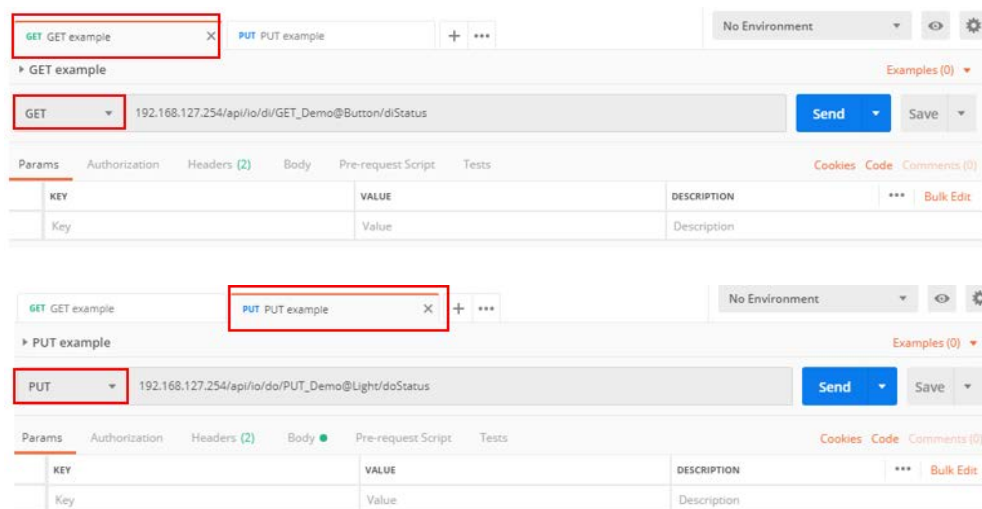 GET GET example PUT PUT example No Environment
GET example Examples (0)
GET 192.168.127.254/api/io/di/GET_Demo@Button/diStatus Send Save
Params Authorization Headers (2) Body Pre-request Script Tests Cookies Code Comments (0)
KEY VALUE DESCRIPTION Bulk Edit
Key Value Description
GET GET example PUT PUT example No Environment
PUT example Examples (0)
PUT 192.168.127.254/api/io/do/PUT_Demo@Light/doStatus Send Save
Params Authorization Headers (2) Body Pre-request Script Tests Cookies Code Comments (0)
KEY VALUE DESCRIPTION Bulk Edit
Key Value Description